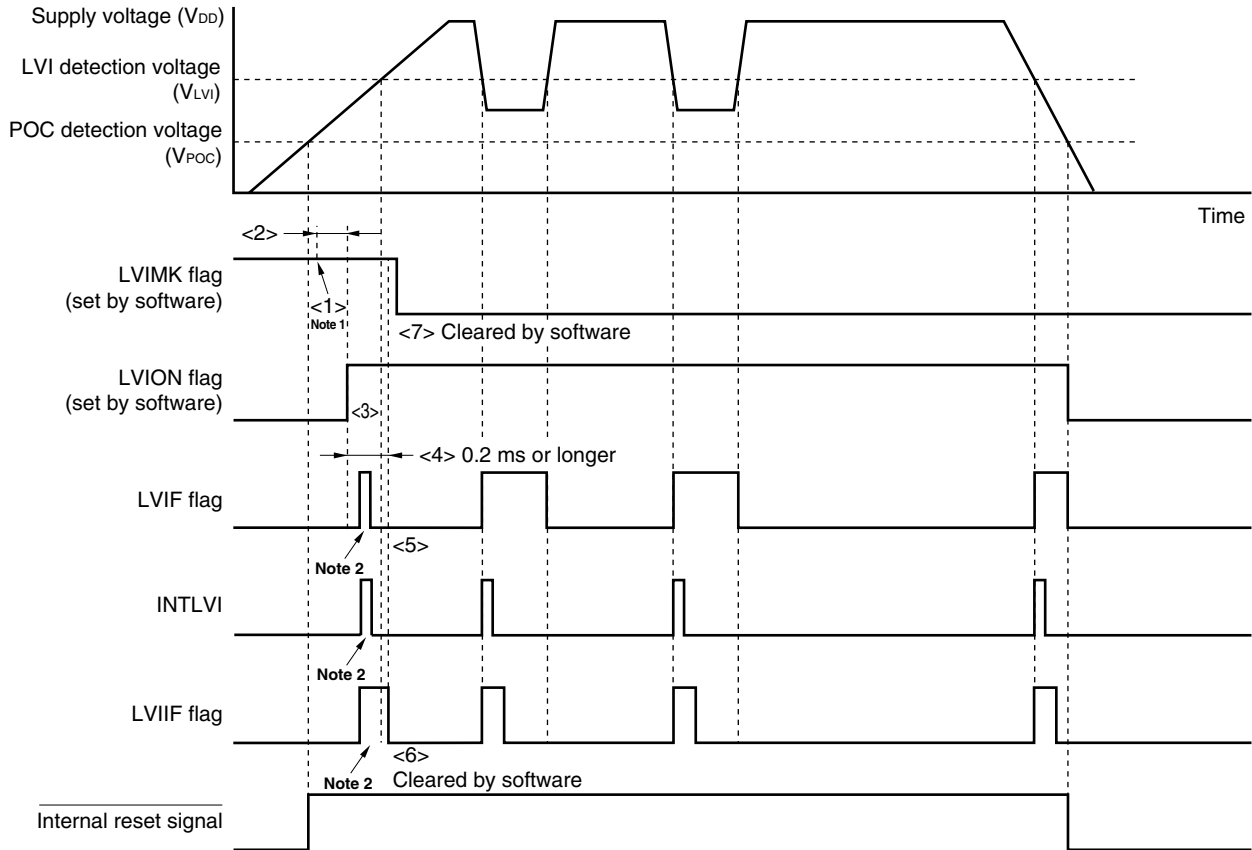 Supply voltage (VDD)
LVI detection voltage
(VLVI)
POC detection voltage
(VPOC)
Time
<2>
LVIMK flag
(set by software)
<1>
Note 1
<7> Cleared by software
LVION flag
(set by software)
<3>
<4> 0.2 ms or longer
LVIF flag
<5>
Note 2
INTLVI
Note 2
LVIIF flag
<6>
Note 2
Cleared by software
Internal reset signal